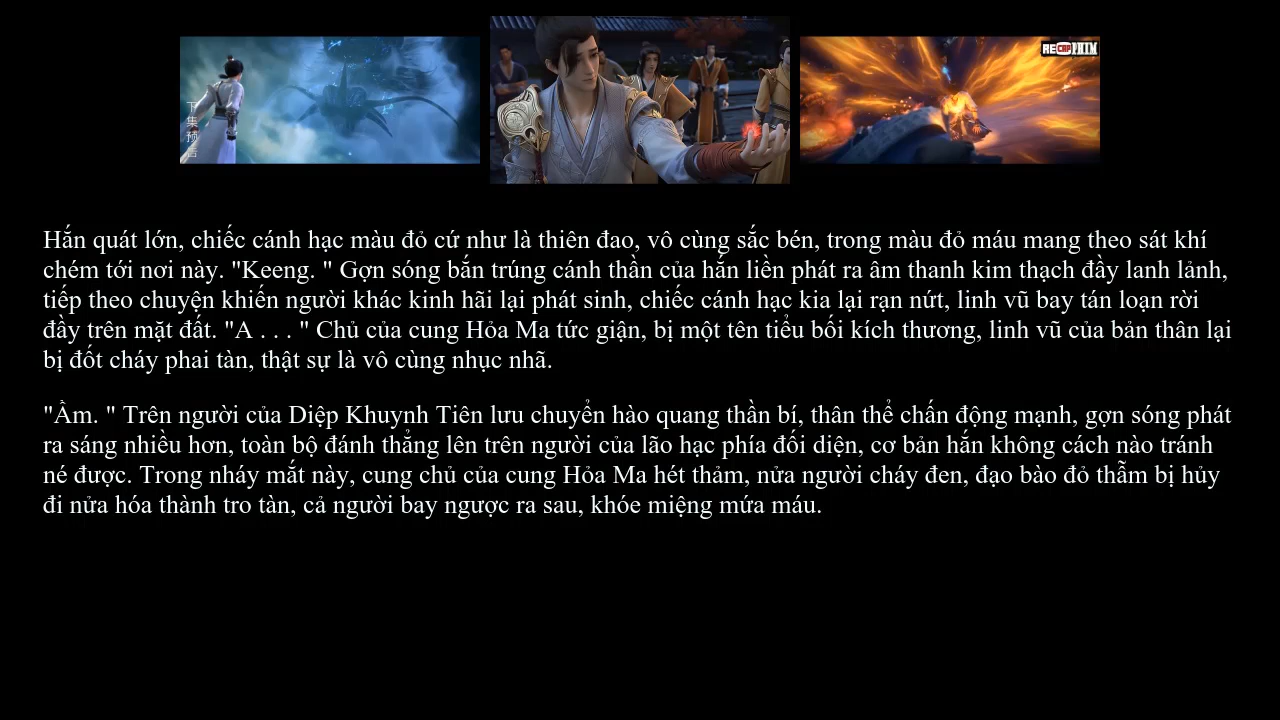 下集预告
RECAP PHIM
Hắn quát lớn, chiếc cánh hạc màu đỏ cứ như là thiên đao, vô cùng sắc bén, trong màu đỏ máu mang theo sát khí
chém tới nơi này. "Keeng. " Gợn sóng bắn trúng cánh thần của hắn liền phát ra âm thanh kim thạch đầy lanh lảnh,
tiếp theo chuyện khiến người khác kinh hãi lại phát sinh, chiếc cánh hạc kia lại rạn nứt, linh vũ bay tán loạn rời
đầy trên mặt đất. "A . . . " Chủ của cung Hỏa Ma tức giận, bị một tên tiểu bối kích thương, linh vũ của bản thân lại
bị đốt cháy phai tàn, thật sự là vô cùng nhục nhã.
"Ầm. " Trên người của Diệp Khuynh Tiên lưu chuyển hào quang thần bí, thân thể chấn động mạnh, gợn sóng phát
ra sáng nhiều hơn, toàn bộ đánh thẳng lên trên người của lão hạc phía đối diện, cơ bản hắn không cách nào tránh
né được. Trong nháy mắt này, cung chủ của cung Hỏa Ma hét thảm, nửa người cháy đen, đạo bào đỏ thẫm bị hủy
đi nửa hóa thành tro tàn, cả người bay ngược ra sau, khóe miệng mứa máu.